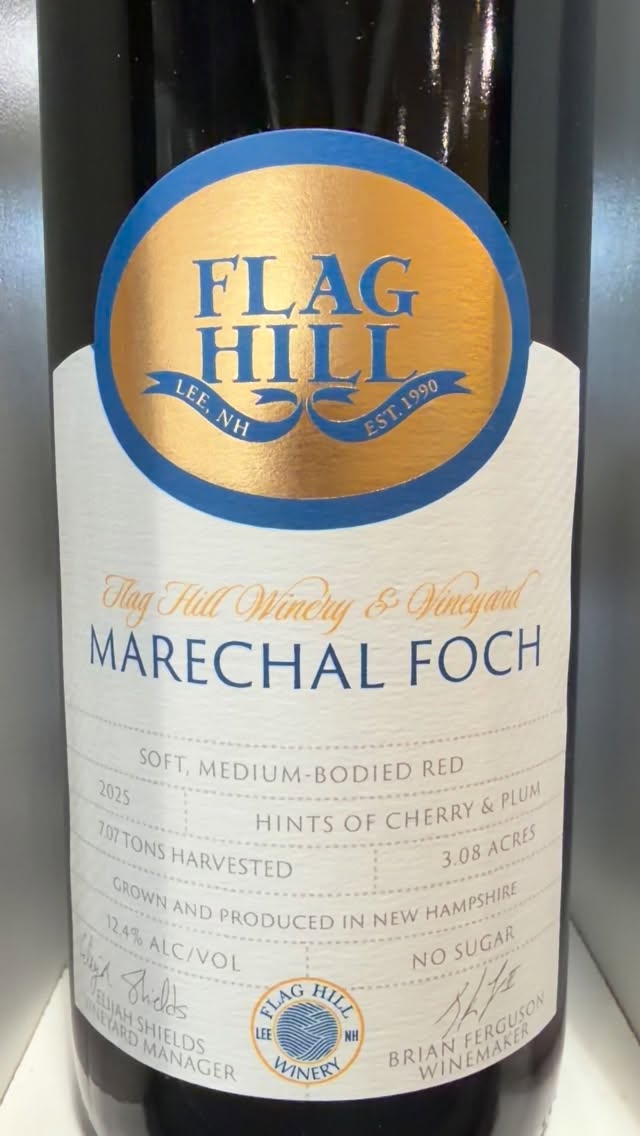 FLAG
HILL
LEE, NH EST. 1990
Flag Hill Winery & Vineyard
MARECHAL FOCH
SOFT, MEDIUM-BODIED RED
2025 HINTS OF CHERRY & PLUM
7.07 TONS HARVESTED 3.08 ACRES
GROWN AND PRODUCED IN NEW HAMPSHIRE
12.4% ALC/VOL NO SUGAR
Elijah Shields
ELIJAH SHIELDS
VINEYARD MANAGER
FLAG HILL
LEE NH
WINERY
BRIAN FERGUSON
WINEMAKER